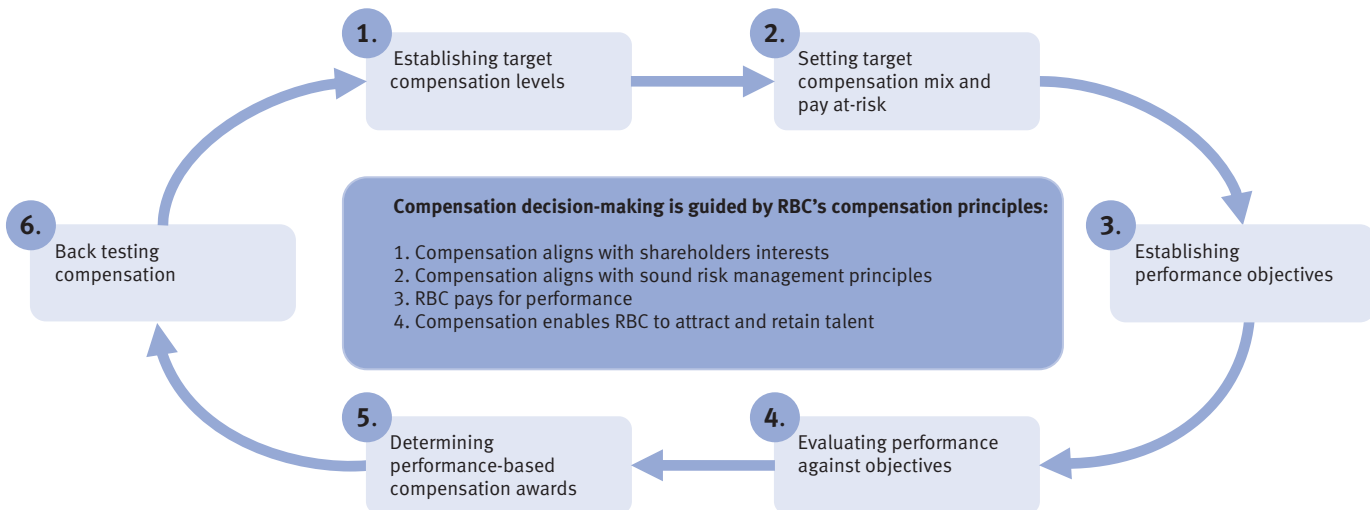 1.
Establishing target
compensation levels
2.
Setting target
compensation mix and
pay at-risk
3.
Establishing
performance objectives
4.
Evaluating performance
against objectives
5.
Determining
performance-based
compensation awards
6.
Back testing
compensation
Compensation decision-making is guided by RBC’s compensation principles:
1. Compensation aligns with shareholders interests
2. Compensation aligns with sound risk management principles
3. RBC pays for performance
4. Compensation enables RBC to attract and retain talent